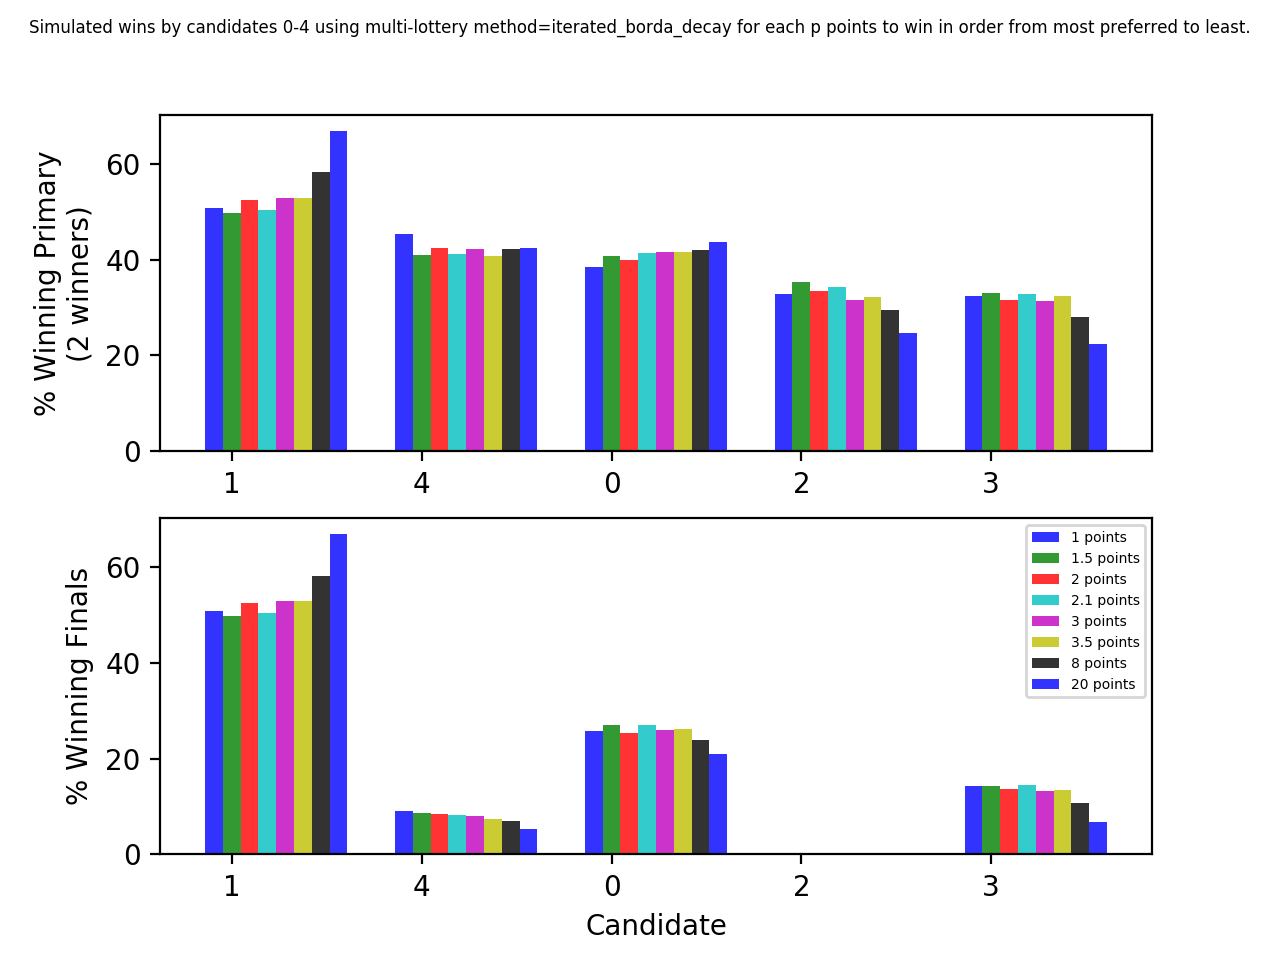 Simulated wins by candidates 0-4 using multi-lottery method=iterated_borda_decay for each p points to win in order from most preferred to least.
% Winning Primary
(2 winners)
60
40
20
0
1 4 0 2 3
% Winning Finals
60
40
20
0
1 points
1.5 points
2 points
2.1 points
3 points
3.5 points
8 points
20 points
1 4 0 2 3
Candidate